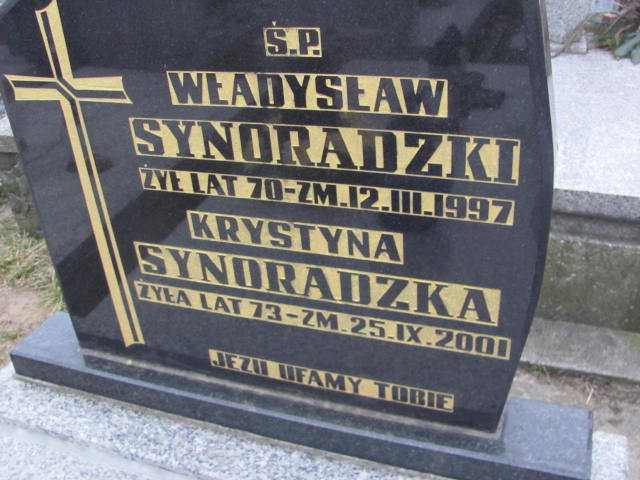 Ś.P.
WŁADYSŁAW
SYNORADZKI
ŻYŁ LAT 70-ZM.12.III.1997
KRYSTYNA
SYNORADZKA
ŻYŁA LAT 73-ZM.25.IX.2001
JEZU UFAMY TOBIE